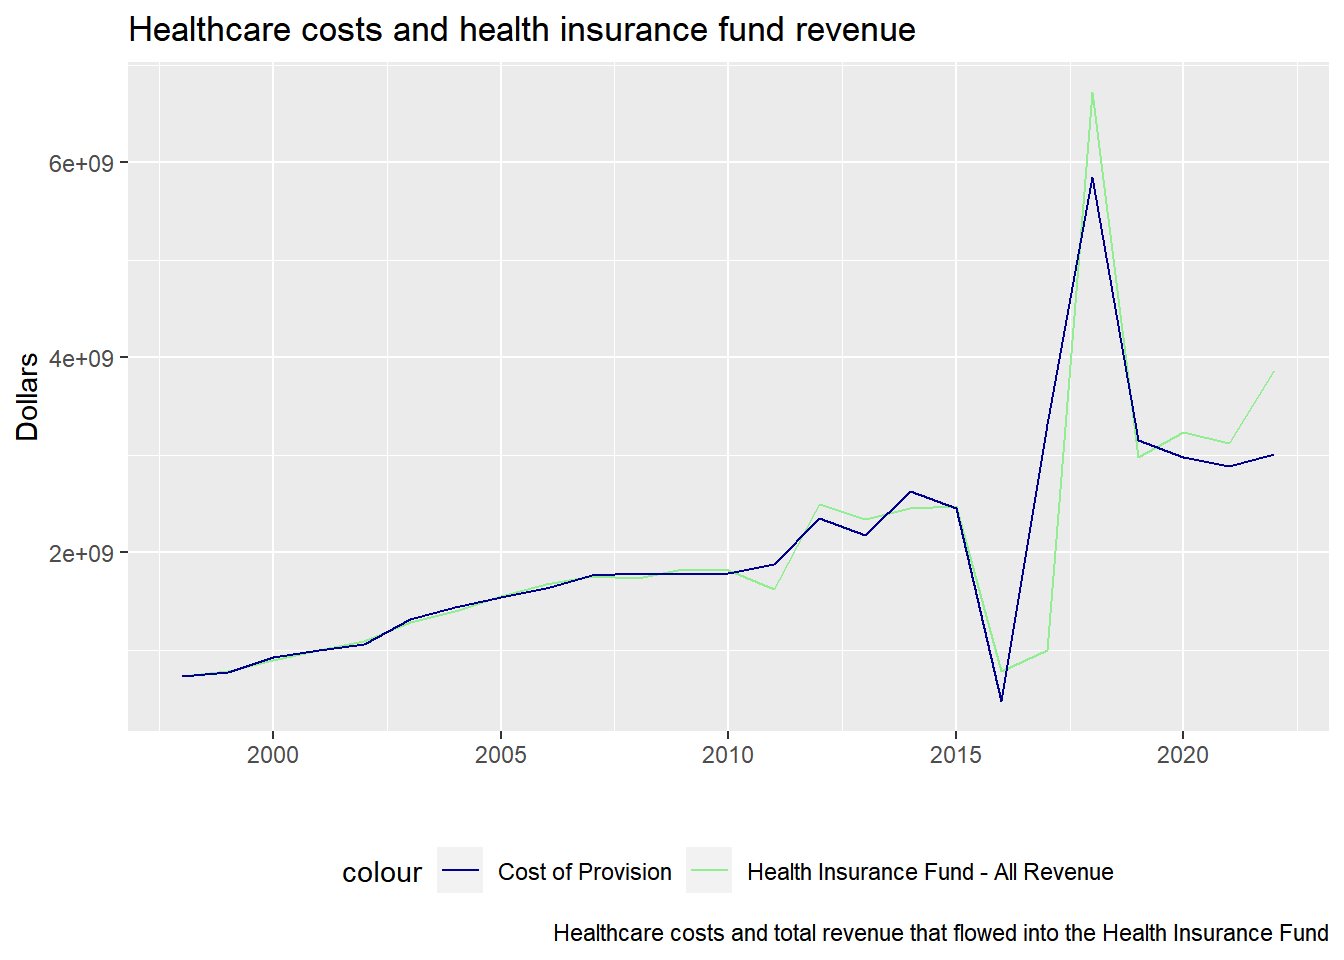 Healthcare costs and health insurance fund revenue
6e+09
4e+09
2e+09
Dollars
2000 2005 2010 2015 2020
colour Cost of Provision Health Insurance Fund - All Revenue
Healthcare costs and total revenue that flowed into the Health Insurance Fund